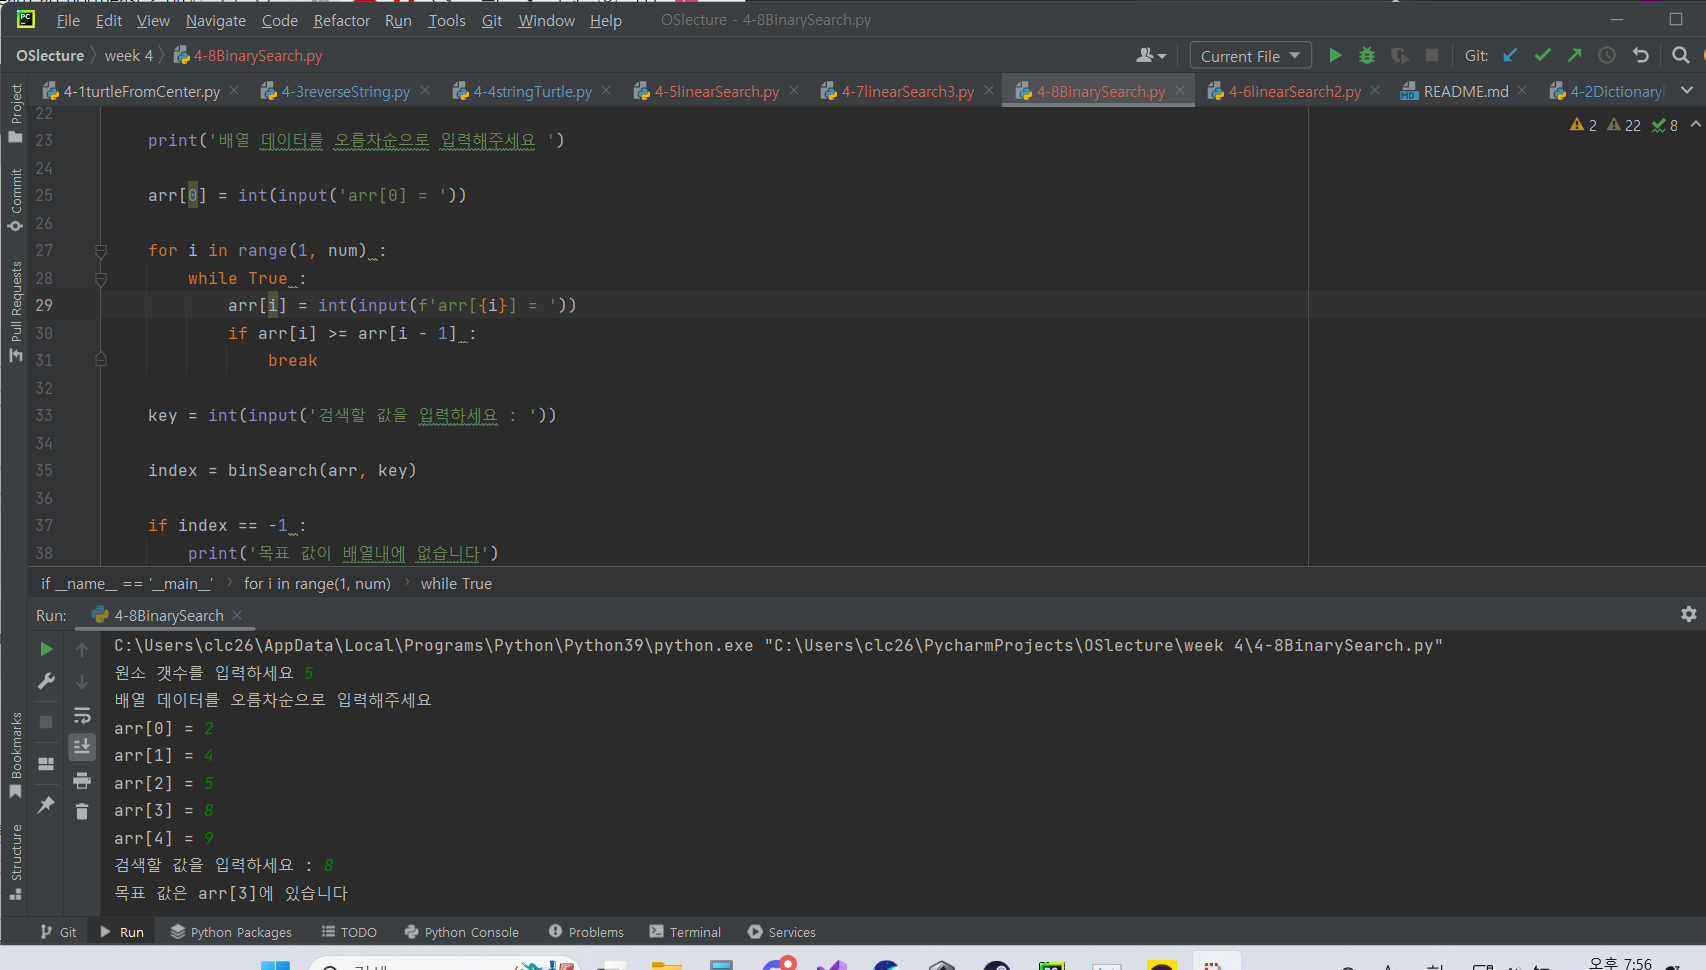 File Edit View Navigate Code Refactor Run Tools Git Window Help OSlecture - 4-8BinarySearch.py
OSlecture week 4 4-8BinarySearch.py Current File Git:
4-1turtleFromCenter.py 4-3reverseString.py 4-4stringTurtle.py 4-5linearSearch.py 4-7linearSearch3.py 4-8BinarySearch.py 4-6linearSearch2.py README.md 4-2Dictionary
Project
Commit
Pull Requests
Bookmarks
Structure
2 22 8
22
23 print('배열 데이터를 오름차순으로 입력해주세요 ')
24
25 arr[0] = int(input('arr[0] = '))
26
27 for i in range(1, num) :
28 while True :
29 arr[i] = int(input(f'arr[{i}] = '))
30 if arr[i] >= arr[i - 1] :
31 break
32
33 key = int(input('검색할 값을 입력하세요 : '))
34
35 index = binSearch(arr, key)
36
37 if index == -1 :
38 print('목표 값이 배열내에 없습니다')
if __name__ == '__main__' for i in range(1, num) while True
Run: 4-8BinarySearch
C:\Users\clc26\AppData\Local\Programs\Python\Python39\python.exe "C:\Users\clc26\PycharmProjects\OSlecture\week 4\4-8BinarySearch.py"
원소 갯수를 입력하세요 5
배열 데이터를 오름차순으로 입력해주세요
arr[0] = 2
arr[1] = 4
arr[2] = 5
arr[3] = 8
arr[4] = 9
검색할 값을 입력하세요 : 8
목표 값은 arr[3]에 있습니다
Git Run Python Packages TODO Python Console Problems Terminal Services
오후 7:56